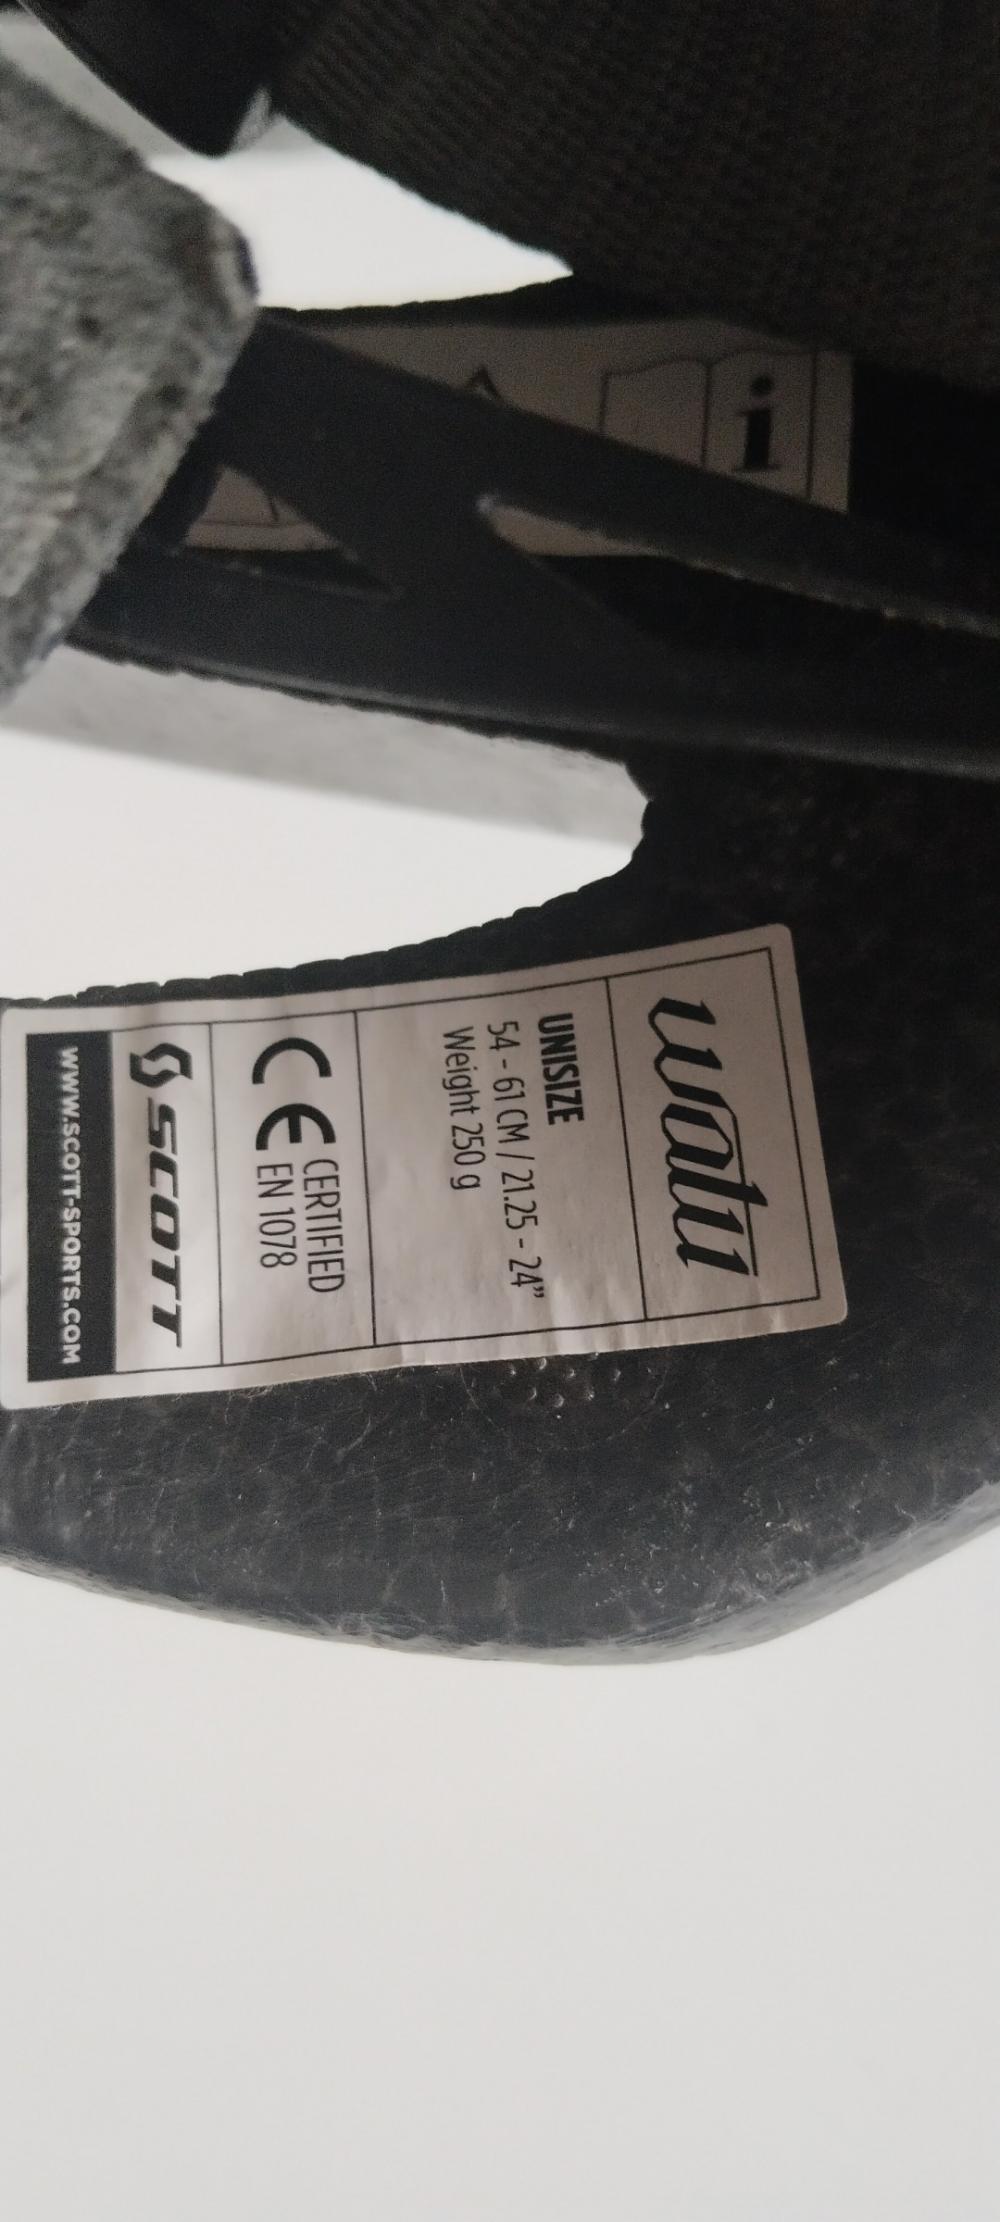 watu
UNISIZE
54 - 61 CM / 21.25 - 24”
Weight 250 g
CE CERTIFIED
EN 1078
SCOTT
WWW.SCOTT-SPORTS.COM
i